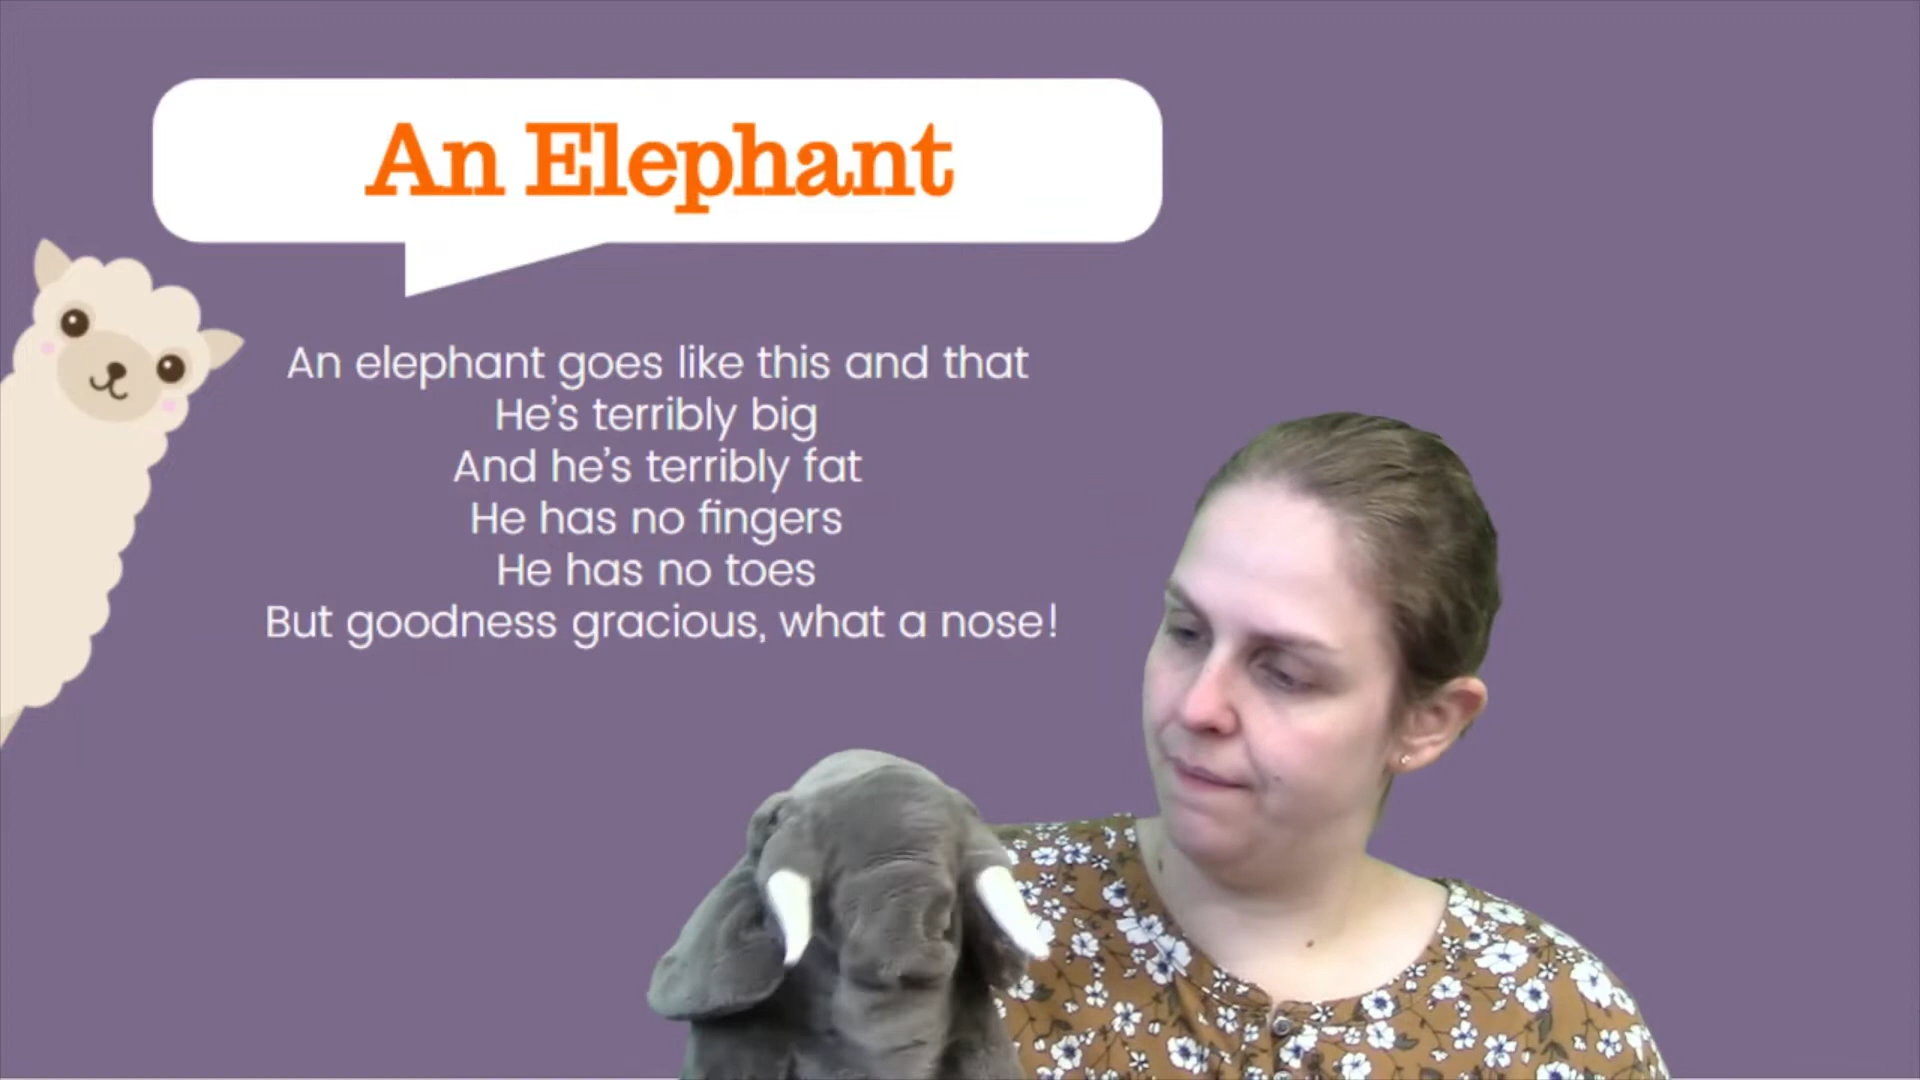 An Elephant
An elephant goes like this and that
He's terribly big
And he's terribly fat
He has no fingers
He has no toes
But goodness gracious, what a nose!